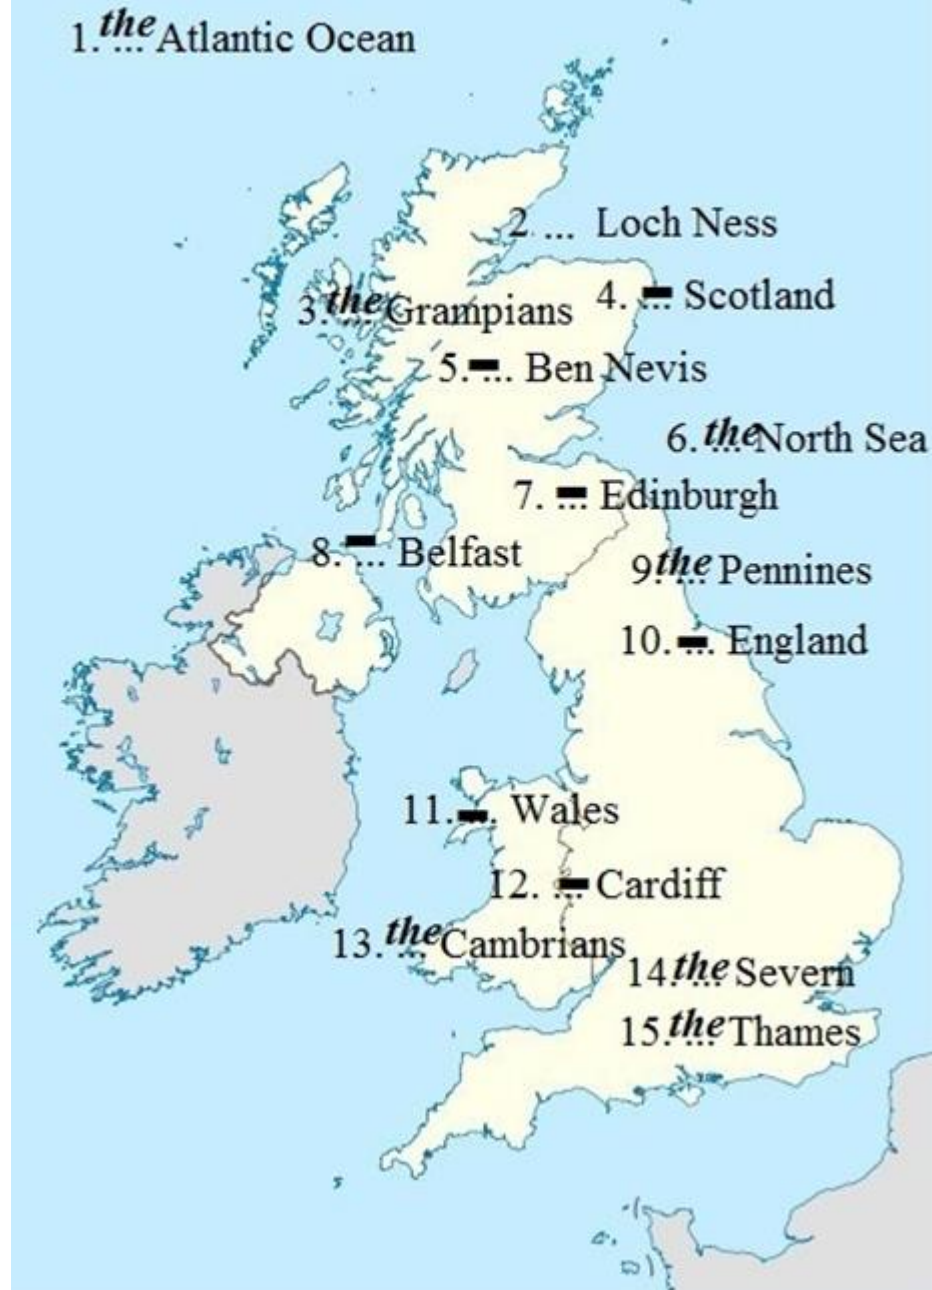 1. the ... Atlantic Ocean
2 ... Loch Ness
3. the ... Grampians
4. – ... Scotland
5. – ... Ben Nevis
6. the ... North Sea
7. – ... Edinburgh
8. – ... Belfast
9 the ... Pennines
10. – ... England
11. – ... Wales
12. – ... Cardiff
13. the ... Cambrians
14. the ... Severn
15. the ... Thames